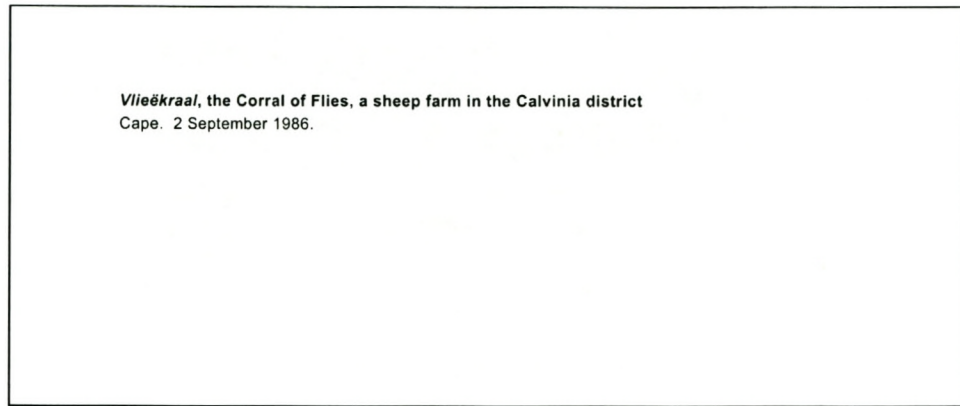 Vlieëkraal, the Corral of Flies, a sheep farm in the Calvinia district
Cape. 2 September 1986.